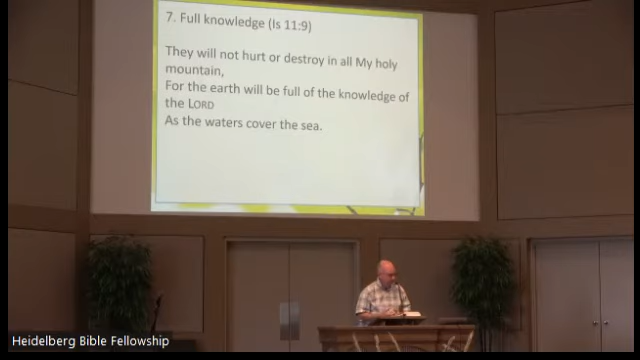 7. Full knowledge (Is 11:9)
They will not hurt or destroy in all My holy
mountain,
For the earth will be full of the knowledge of
the LORD
As the waters cover the sea.
Heidelberg Bible Fellowship